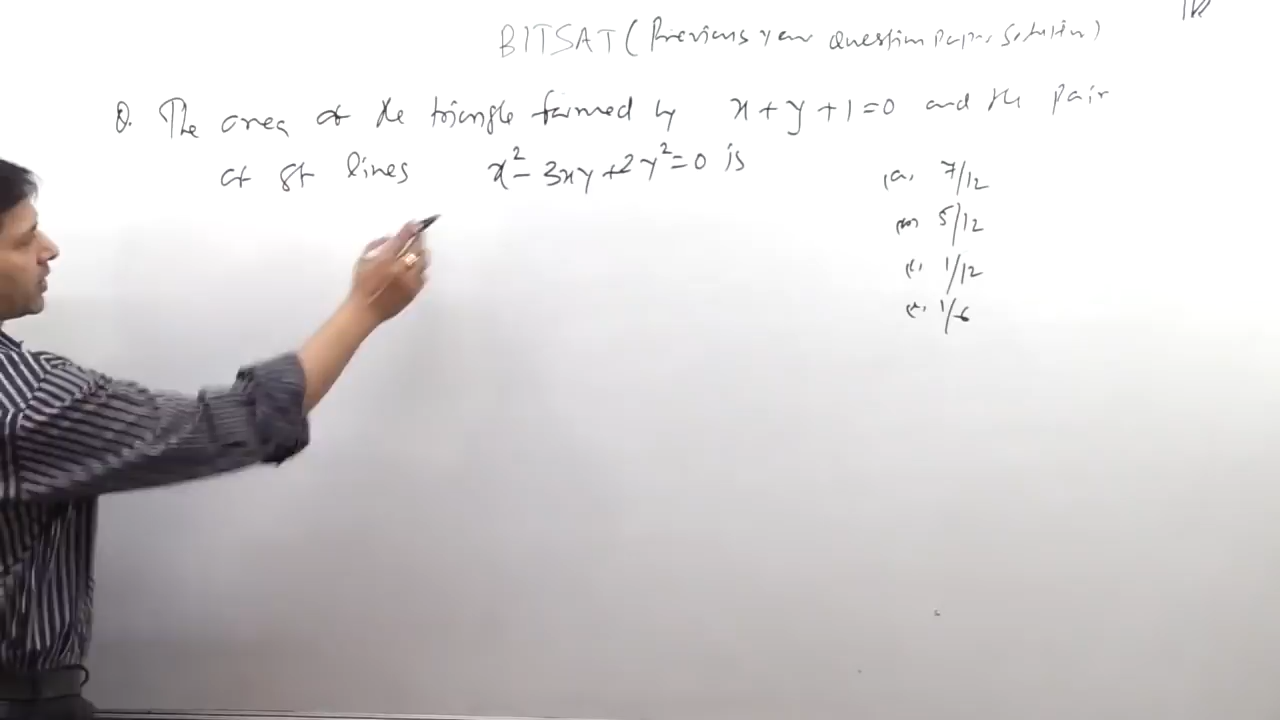 BITSAT (Previous year question paper solution)
Q. The area of the triangle formed by x + y + 1 = 0 and the pair
of st lines x² - 3xy + 2y² = 0 is
(a. 7/12
5/12
(c. 1/12
1/6